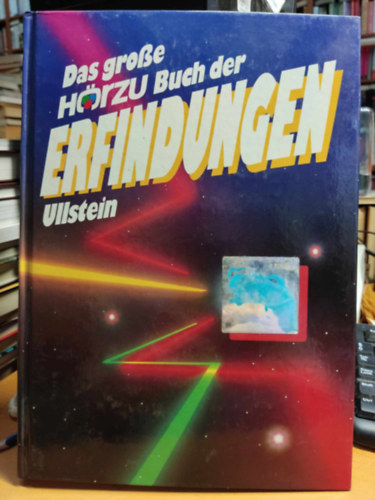 Das große
HÖRZU Buch der
ERFINDUNGEN
Ullstein